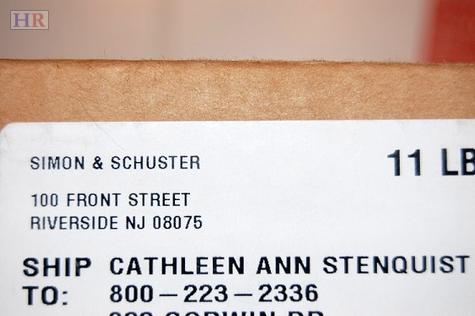 HR
SIMON & SCHUSTER
11 LB
100 FRONT STREET
RIVERSIDE NJ 08075
SHIP CATHLEEN ANN STENQUIST
TO: 800-223-2336